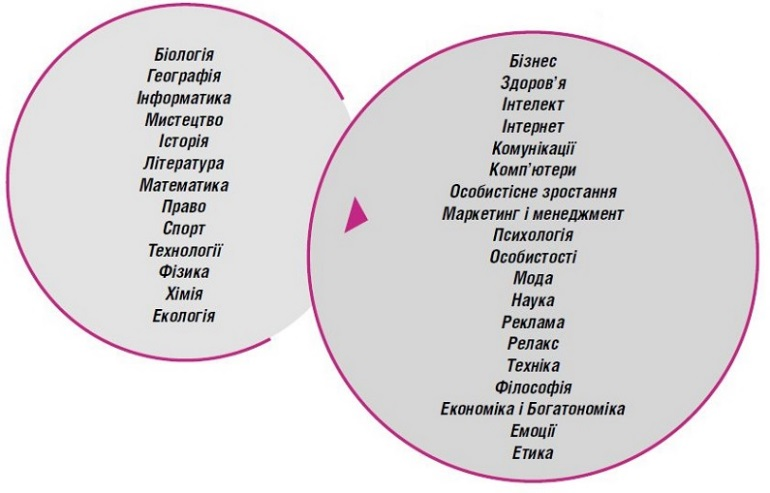 Біологія
Географія
Інформатика
Мистецтво
Історія
Література
Математика
Право
Спорт
Технології
Фізика
Хімія
Екологія
Бізнес
Здоров'я
Інтелект
Інтернет
Комунікації
Комп'ютери
Особистісне зростання
Маркетинг і менеджмент
Психологія
Особистості
Мода
Наука
Реклама
Релакс
Техніка
Філософія
Економіка і Богатономіка
Емоції
Етика